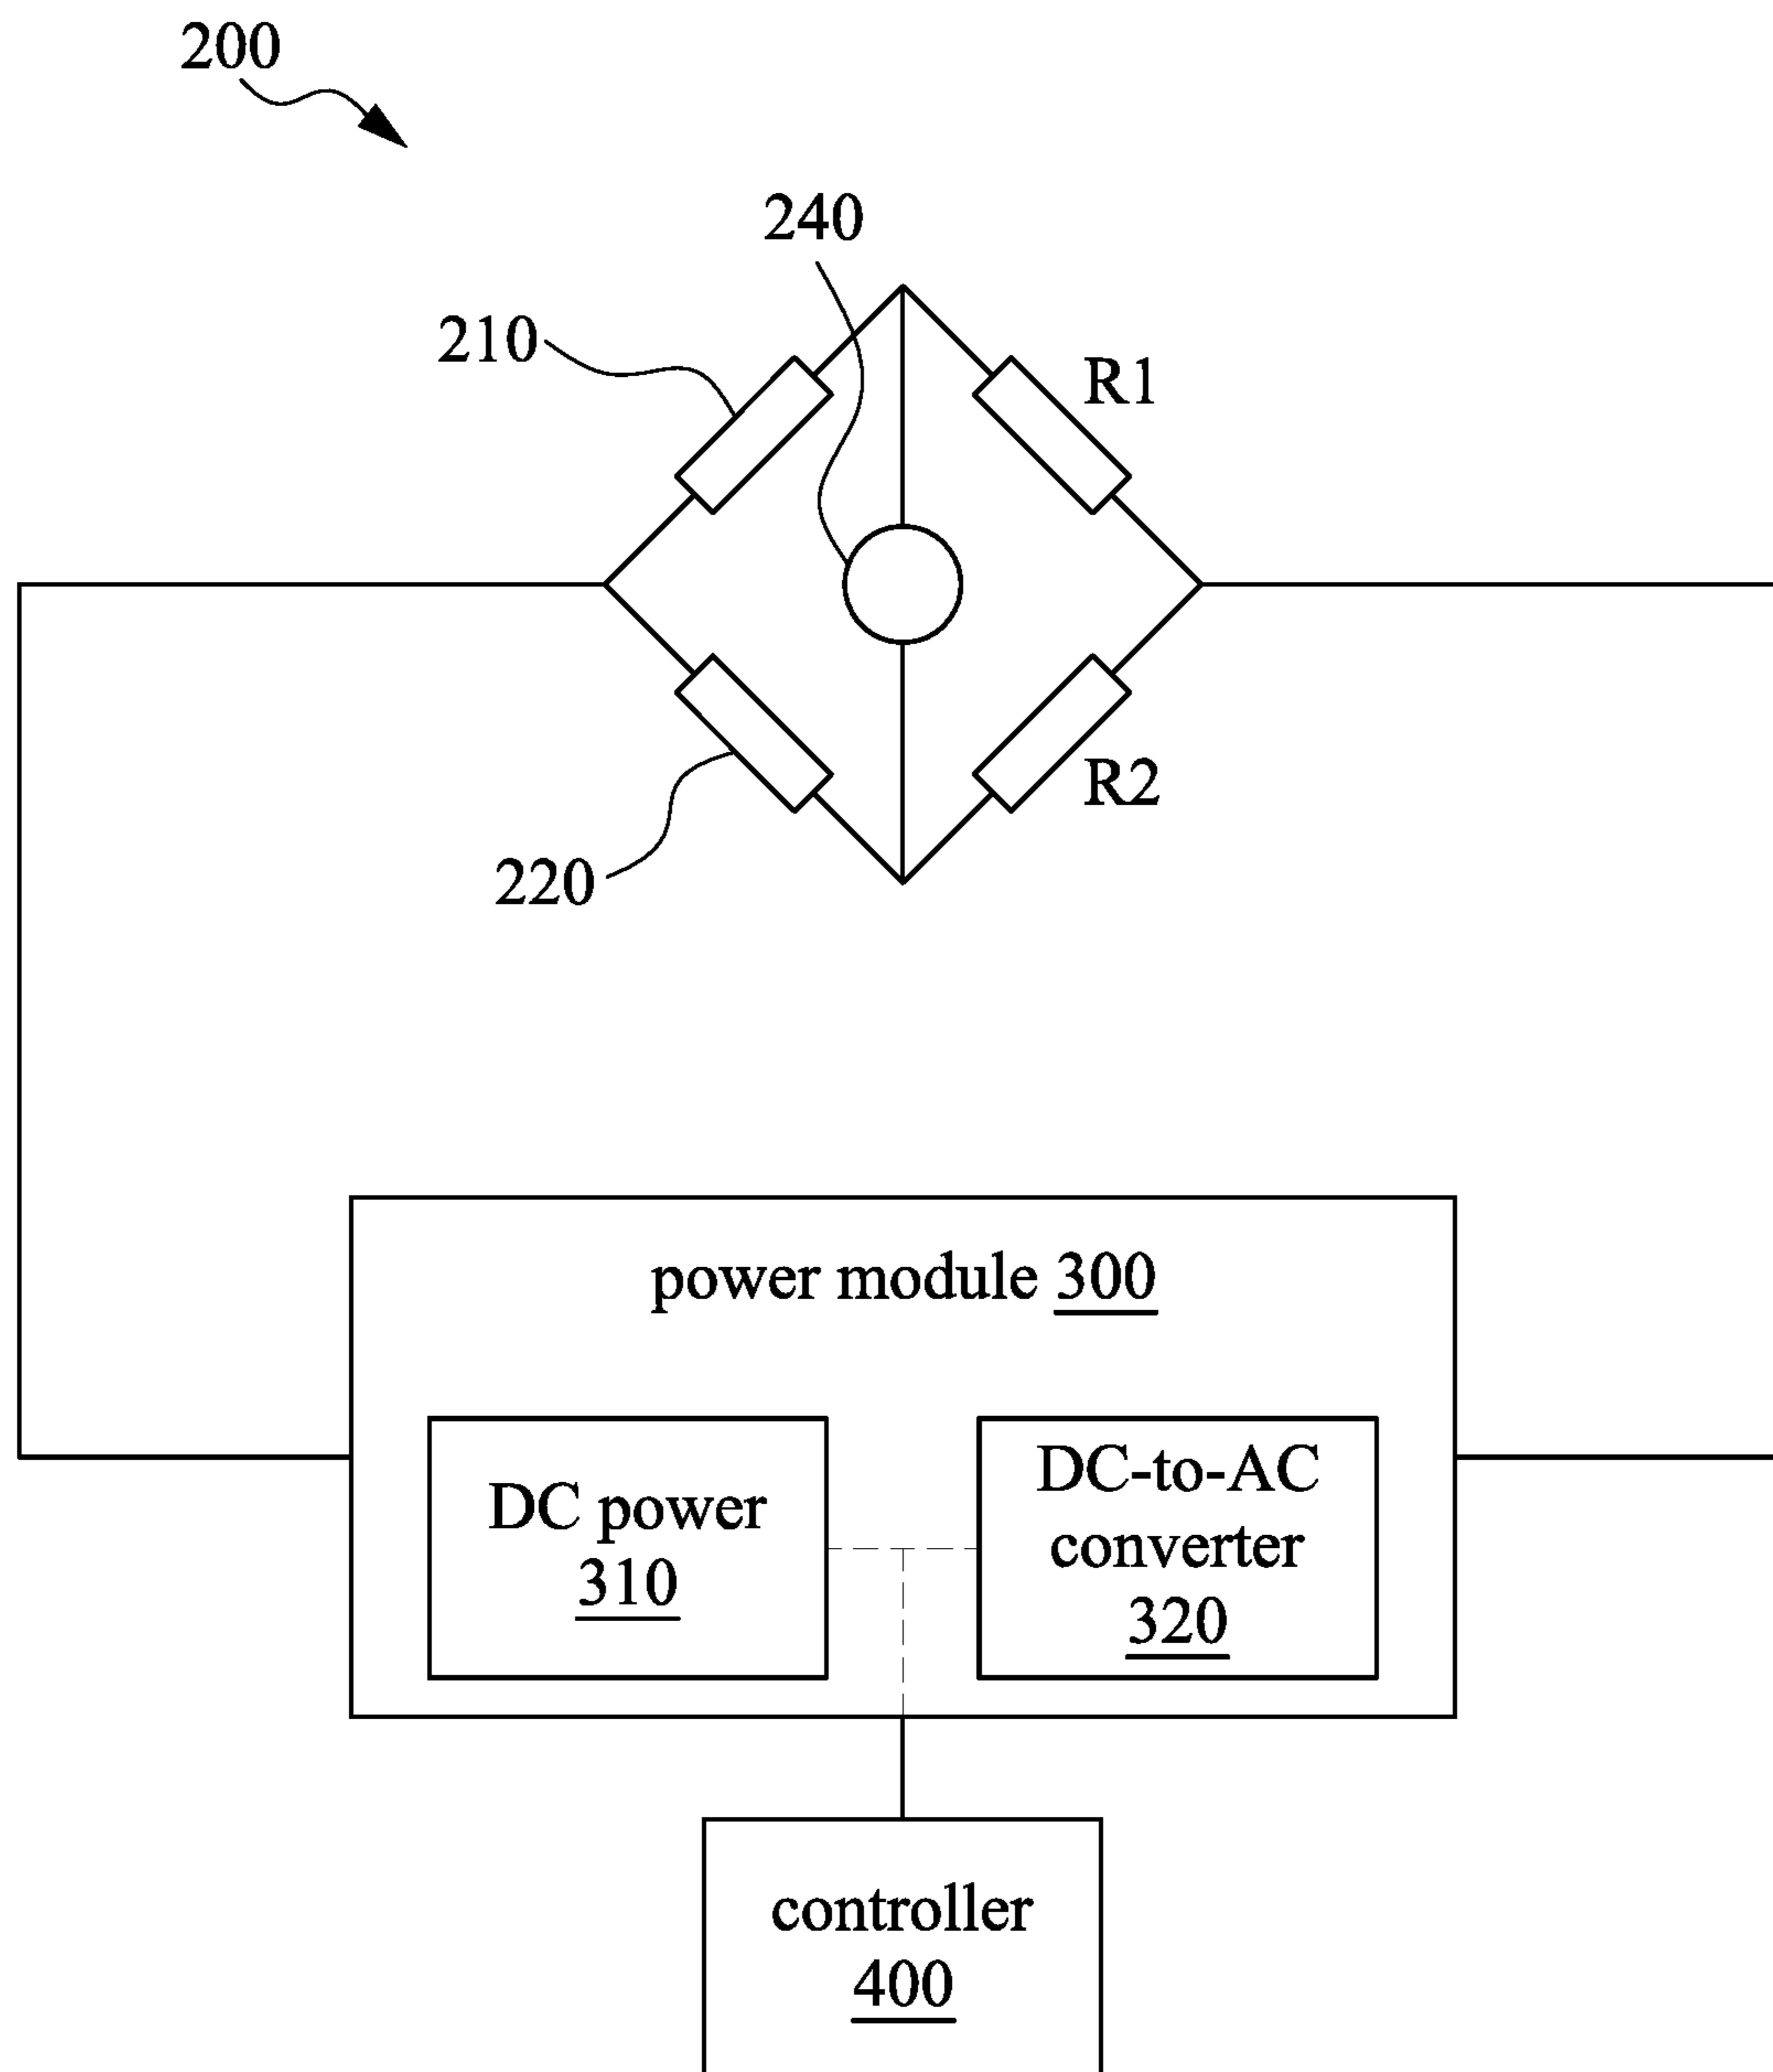 200
240
210
R1
R2
220
power module 300
DC power
310
DC-to-AC
converter
320
controller
400